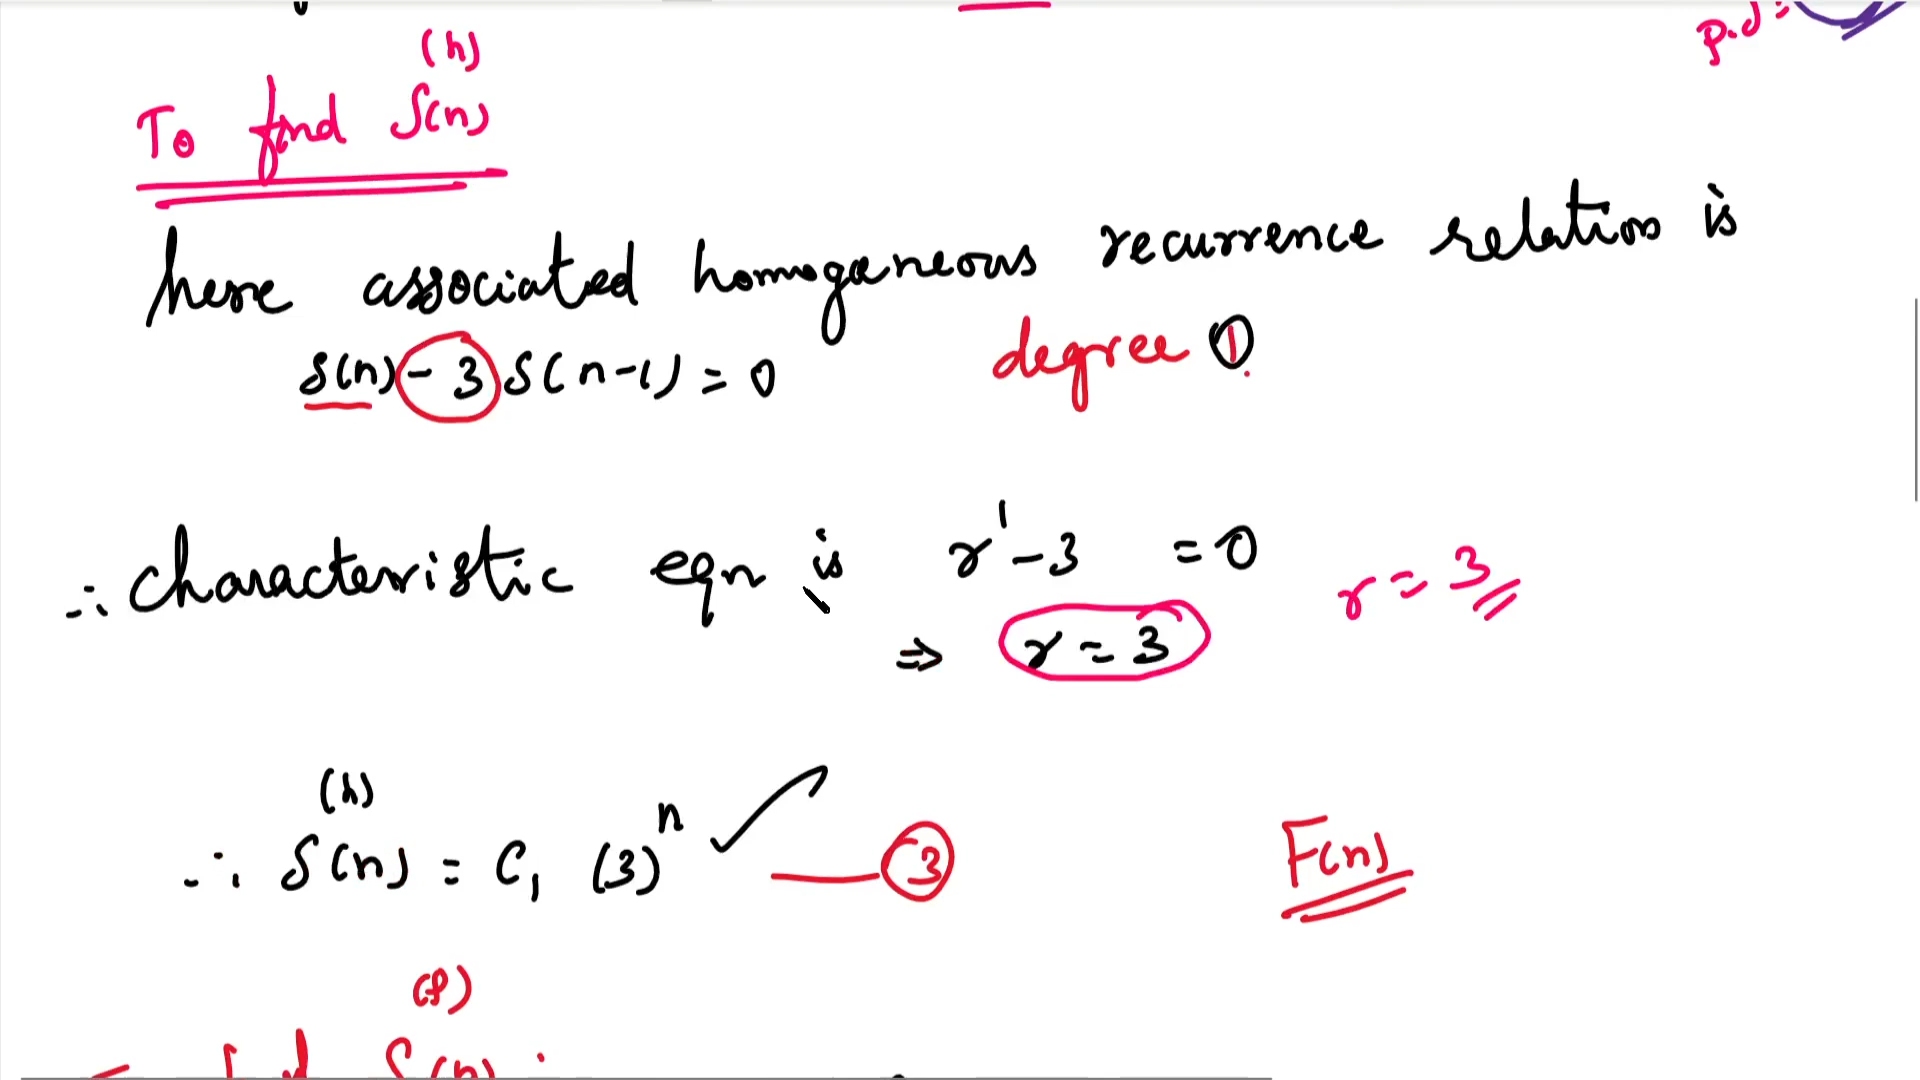 p.d =
(h)
To find S(n)
here associated homogeneous recurrence relation is
S(n) - 3 S(n-1) = 0 degree 1
∴ characteristic eqn is r¹ - 3 = 0
r = 3
⇒ r = 3
(h)
∴ S(n) = C₁ (3)ⁿ ✓ ③
F(n)
(p)
find S(n) :